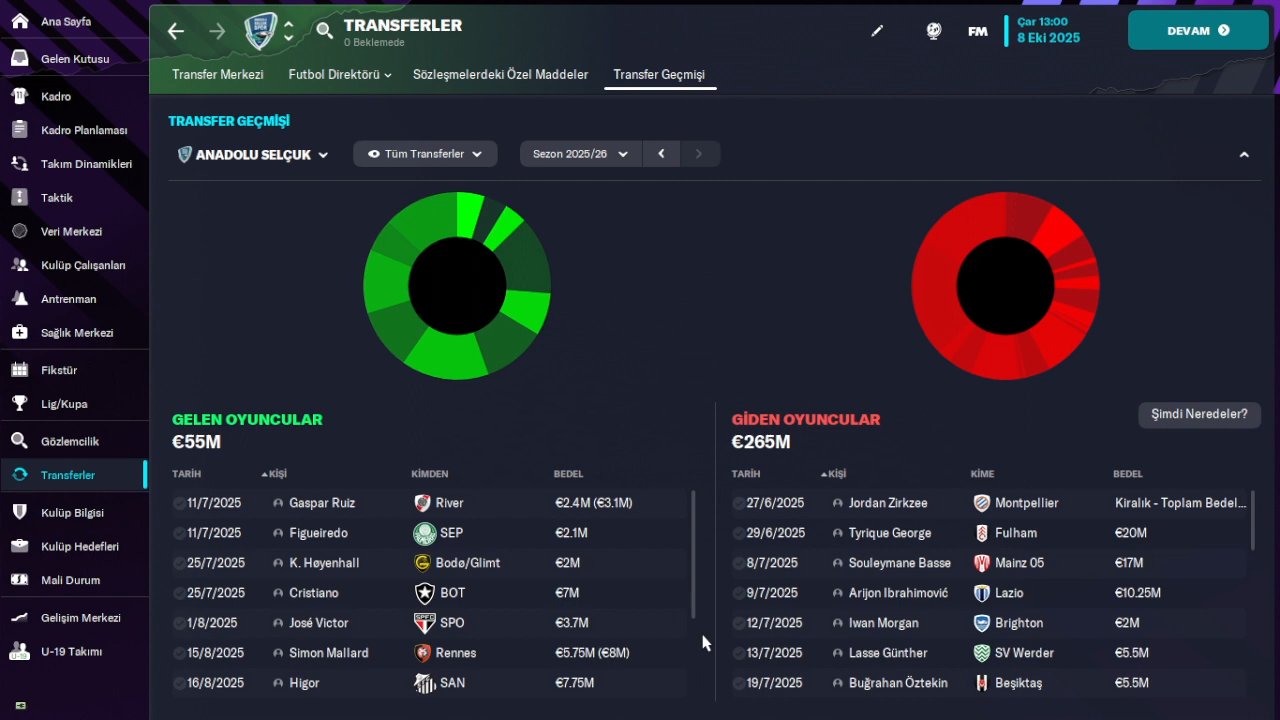 Ana Sayfa
Gelen Kutusu
Kadro
Kadro Planlaması
Takım Dinamikleri
Taktik
Veri Merkezi
Kulüp Çalışanları
Antrenman
Sağlık Merkezi
Fikstür
Lig/Kupa
Gözlemcilik
Transferler
Kulüp Bilgisi
Kulüp Hedefleri
Mali Durum
Gelişim Merkezi
U-19 Takımı
TRANSFERLER
0 Beklemede
FM
Çar 13:00
8 Eki 2025
DEVAM
Transfer Merkezi Futbol Direktörü Sözleşmelerdeki Özel Maddeler Transfer Geçmişi
TRANSFER GEÇMİŞİ
ANADOLU SELÇUK Tüm Transferler Sezon 2025/26
GELEN OYUNCULAR
€55M
TARİH KİŞİ KİMDEN BEDEL
11/7/2025 Gaspar Ruiz River €2.4M (€3.1M)
11/7/2025 Figueiredo SEP €2.1M
25/7/2025 K. Høyenhall Bodø/Glimt €2M
25/7/2025 Cristiano BOT €7M
1/8/2025 José Victor SPO €3.7M
15/8/2025 Simon Mallard Rennes €5.75M (€8M)
16/8/2025 Higor SAN €7.75M
GİDEN OYUNCULAR
€265M
Şimdi Neredeler?
TARİH KİŞİ KİME BEDEL
27/6/2025 Jordan Zirkzee Montpellier Kiralık - Toplam Bedel...
29/6/2025 Tyrique George Fulham €20M
8/7/2025 Souleymane Basse Mainz 05 €17M
9/7/2025 Arijon Ibrahimović Lazio €10.25M
12/7/2025 Iwan Morgan Brighton €2M
13/7/2025 Lasse Günther SV Werder €5.5M
19/7/2025 Buğrahan Öztekin Beşiktaş €5.5M